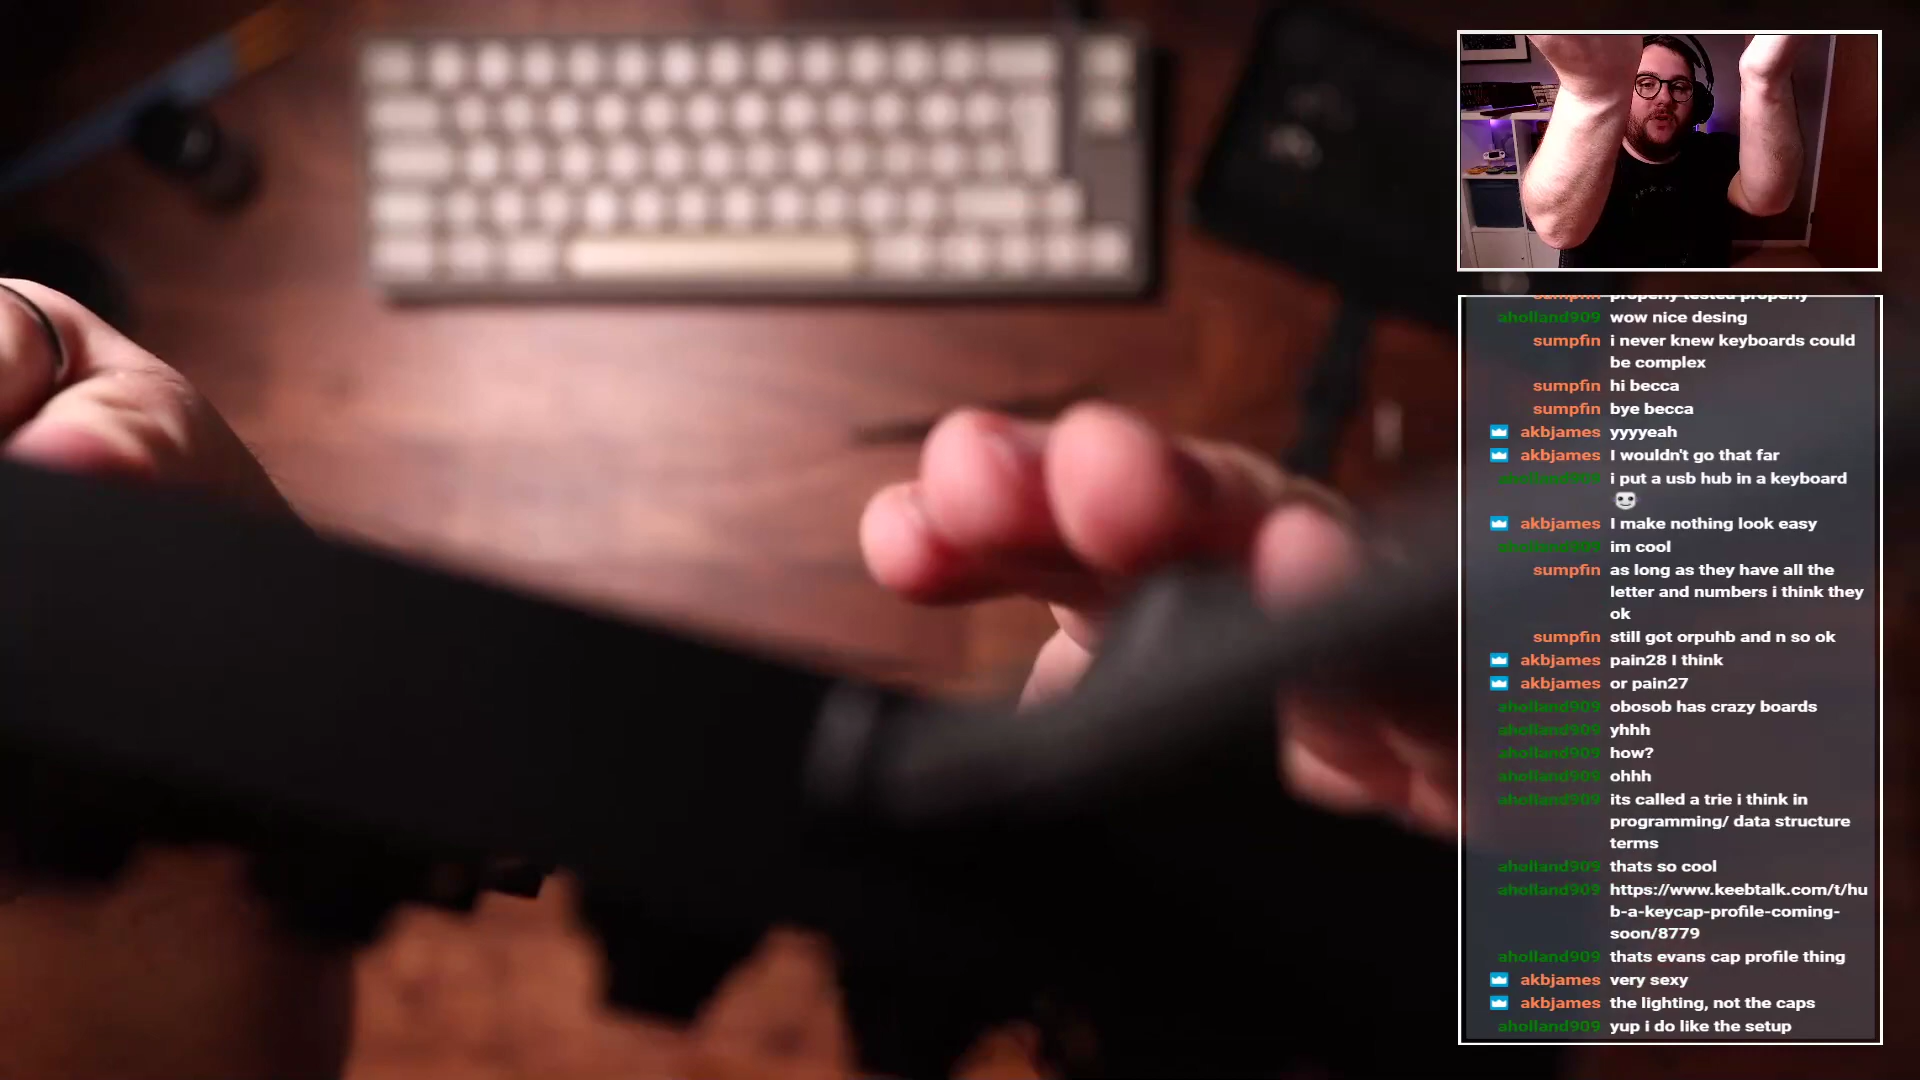 sumpfin properly tested properly
aholland909 wow nice desing
sumpfin i never knew keyboards could
be complex
sumpfin hi becca
sumpfin bye becca
akbjames yyyyeah
akbjames I wouldn't go that far
aholland909 i put a usb hub in a keyboard
akbjames I make nothing look easy
aholland909 im cool
sumpfin as long as they have all the
letter and numbers i think they
ok
sumpfin still got orpuhb and n so ok
akbjames pain28 I think
akbjames or pain27
aholland909 obosob has crazy boards
aholland909 yhhh
aholland909 how?
aholland909 ohhh
aholland909 its called a trie i think in
programming/ data structure
terms
aholland909 thats so cool
aholland909 https://www.keebtalk.com/t/hu
b-a-keycap-profile-coming-
soon/8779
aholland909 thats evans cap profile thing
akbjames very sexy
akbjames the lighting, not the caps
aholland909 yup i do like the setup